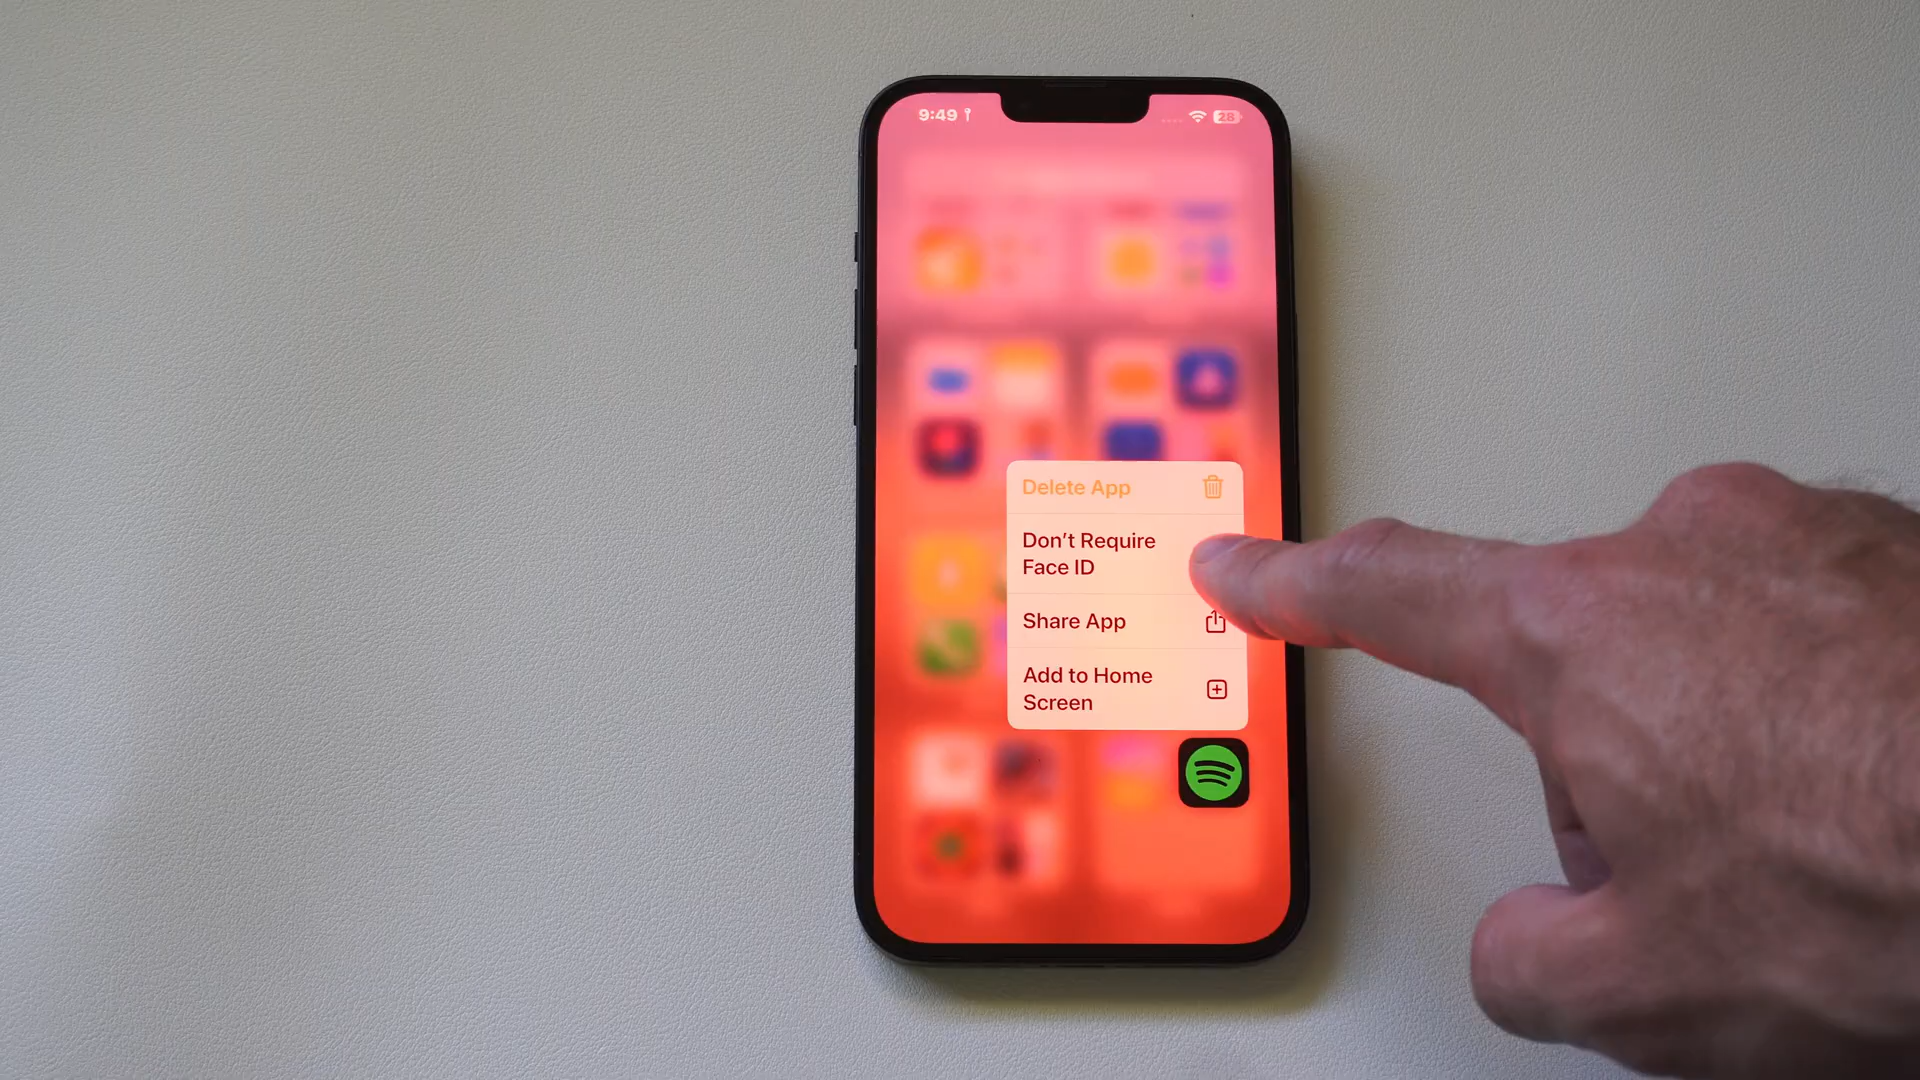 9:49
28
Delete App
Don't Require
Face ID
Share App
Add to Home
Screen